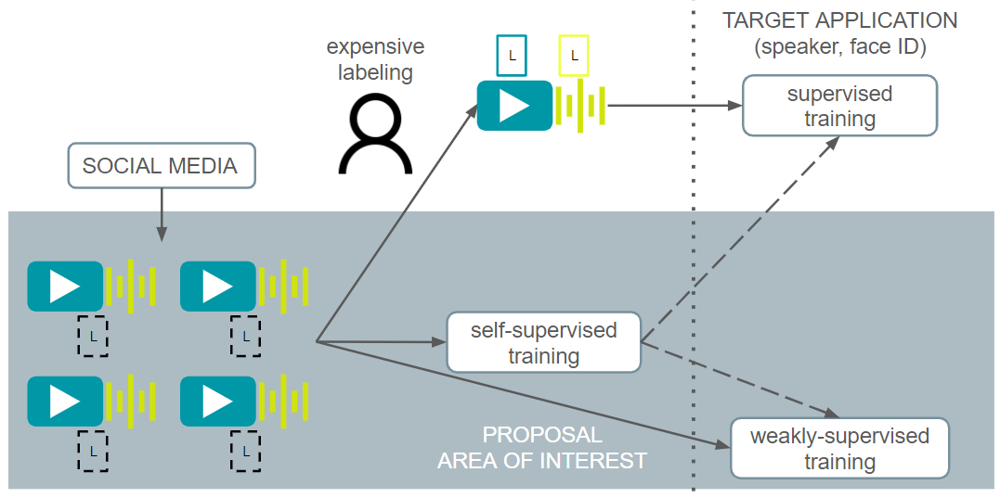 TARGET APPLICATION
(speaker, face ID)
expensive
labeling
L
L
supervised
training
SOCIAL MEDIA
L
L
self-supervised
training
L
L
PROPOSAL
AREA OF INTEREST
weakly-supervised
training